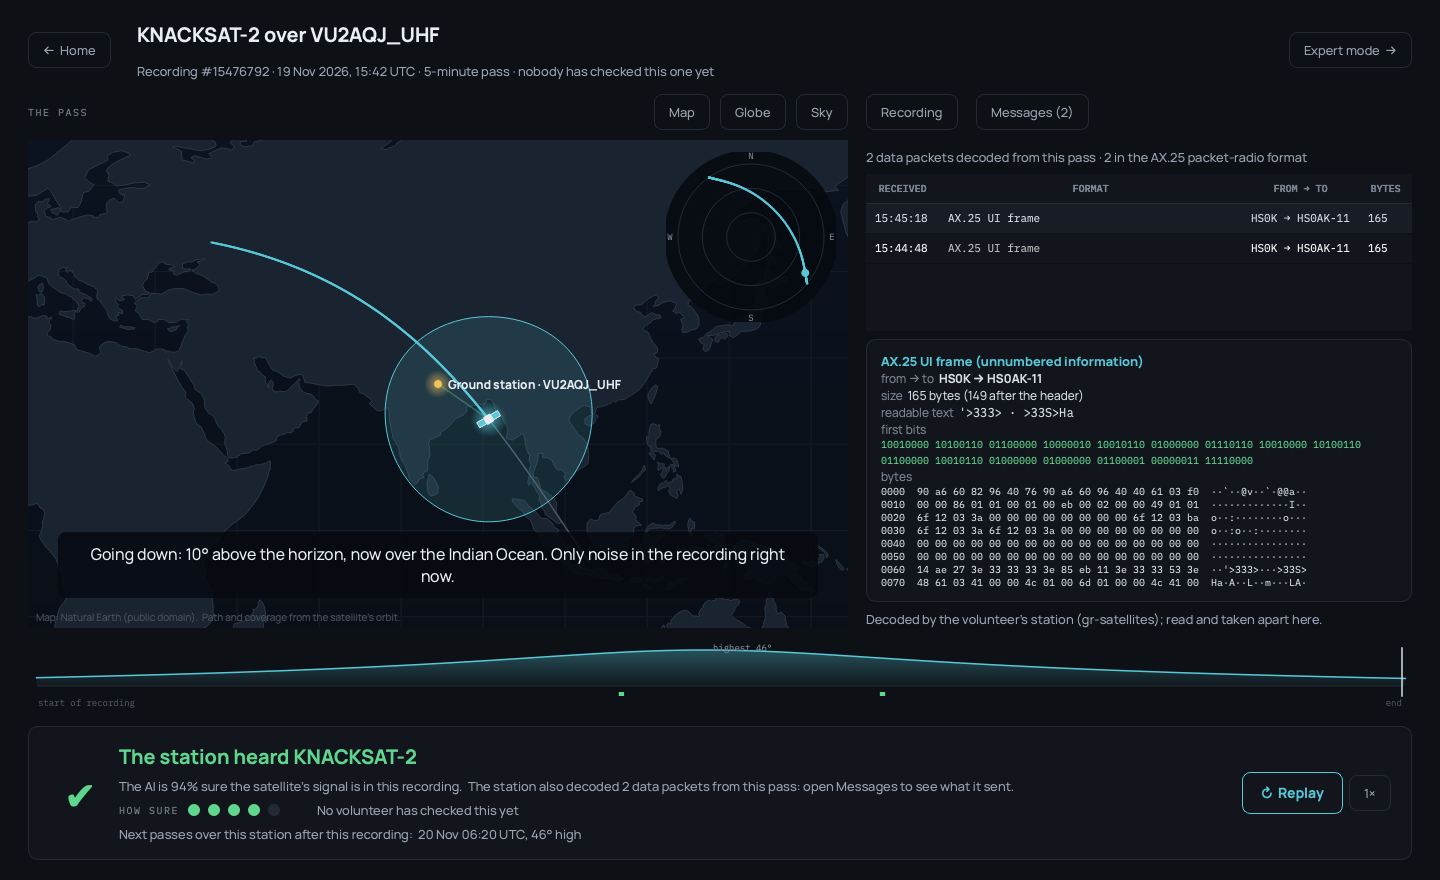 ← Home
KNACKSAT-2 over VU2AQJ_UHF
Recording #15476792 · 19 Nov 2026, 15:42 UTC · 5-minute pass · nobody has checked this one yet
Expert mode →
THE PASS
Map
Globe
Sky
Recording
Messages (2)
N
W
E
S
Ground station · VU2AQJ_UHF
Going down: 10° above the horizon, now over the Indian Ocean. Only noise in the recording right
now.
Map: Natural Earth (public domain). Path and coverage from the satellite's orbit.
2 data packets decoded from this pass · 2 in the AX.25 packet-radio format
RECEIVED FORMAT FROM → TO BYTES
15:45:18 AX.25 UI frame HS0K → HS0AK-11 165
15:44:48 AX.25 UI frame HS0K → HS0AK-11 165
AX.25 UI frame (unnumbered information)
from → to HS0K → HS0AK-11
size 165 bytes (149 after the header)
readable text '>333> · >33S>Ha
first bits
10010000 10100110 01100000 10000010 10010110 01000000 01110110 10010000 10100110
01100000 10010110 01000000 01000000 01100001 00000011 11110000
bytes
0000 90 a6 60 82 96 40 76 90 a6 60 96 40 40 61 03 f0 ··`··@v··`·@@a··
0010 00 00 86 01 01 00 01 00 eb 00 02 00 00 49 01 01 ·············I··
0020 6f 12 03 3a 00 00 00 00 00 00 00 00 6f 12 03 ba o··:········o···
0030 6f 12 03 3a 6f 12 03 3a 00 00 00 00 00 00 00 00 o··:o··:········
0040 00 00 00 00 00 00 00 00 00 00 00 00 00 00 00 00 ················
0050 00 00 00 00 00 00 00 00 00 00 00 00 00 00 00 00 ················
0060 14 ae 27 3e 33 33 33 3e 85 eb 11 3e 33 33 53 3e ··'>333>···>33S>
0070 48 61 03 41 00 00 4c 01 00 6d 01 00 00 4c 41 00 Ha·A··L··m···LA·
Decoded by the volunteer's station (gr-satellites); read and taken apart here.
highest 46°
start of recording
end
✔
The station heard KNACKSAT-2
The AI is 94% sure the satellite's signal is in this recording. The station also decoded 2 data packets from this pass: open Messages to see what it sent.
HOW SURE No volunteer has checked this yet
Next passes over this station after this recording: 20 Nov 06:20 UTC, 46° high
↻ Replay
1×